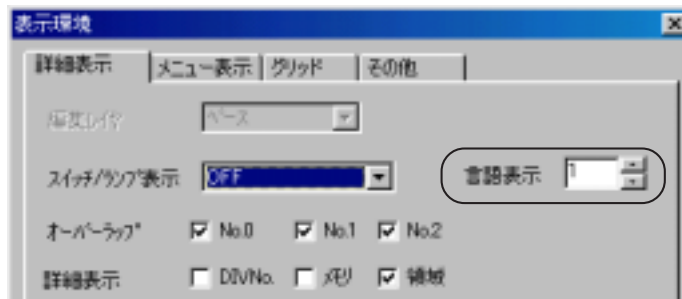 表示環境
詳細表示 メニュー表示 グリッド その他
編集レイヤ ベース
スイッチ/ランプ表示 OFF 言語表示 1
オーバーラップ No.0 No.1 No.2
詳細表示 DIV/No. メモリ 領域